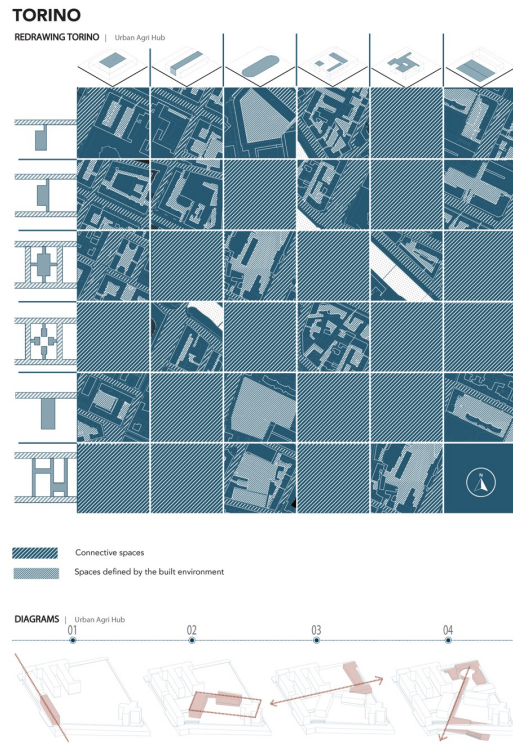 TORINO
REDRAWING TORINO | Urban Agri Hub
N
Connective spaces
Spaces defined by the built environment
DIAGRAMS | Urban Agri Hub
01 02 03 04